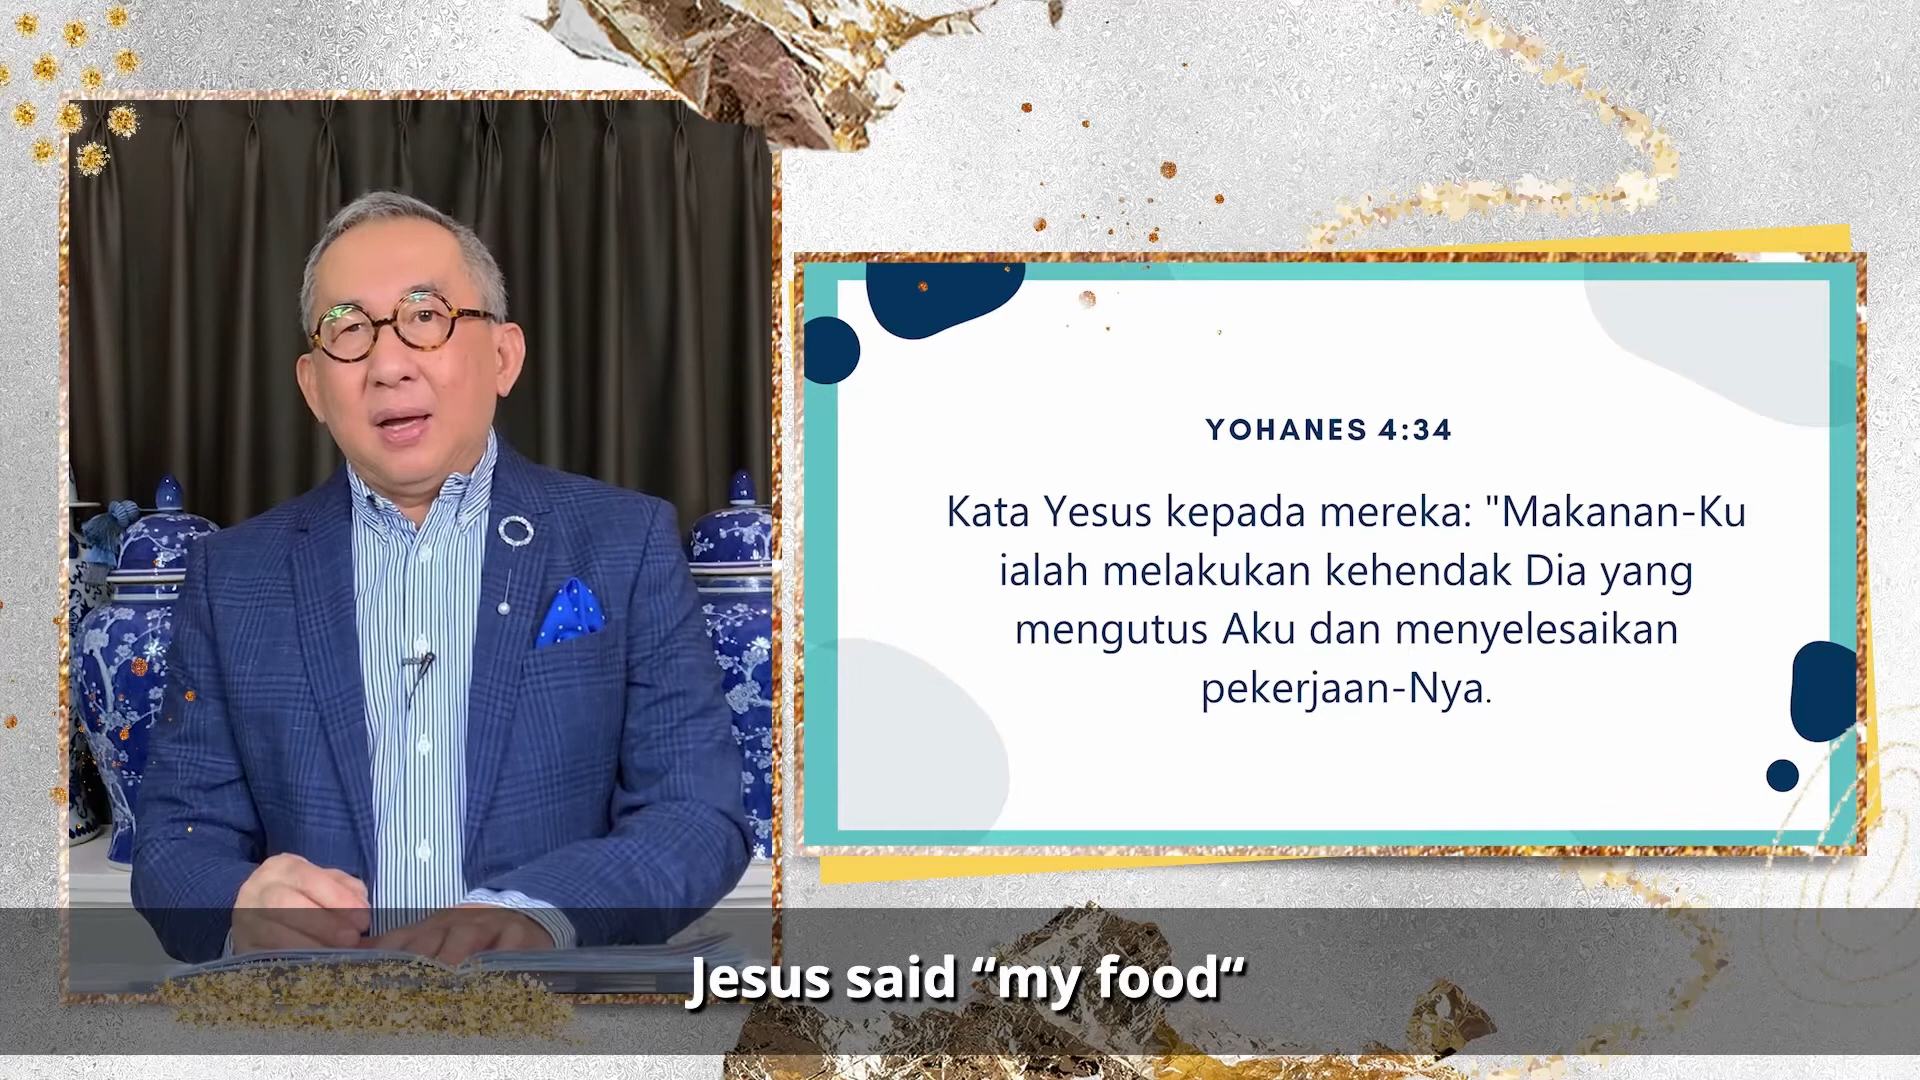 YOHANES 4:34
Kata Yesus kepada mereka: "Makanan-Ku
ialah melakukan kehendak Dia yang
mengutus Aku dan menyelesaikan
pekerjaan-Nya.
Jesus said “my food“